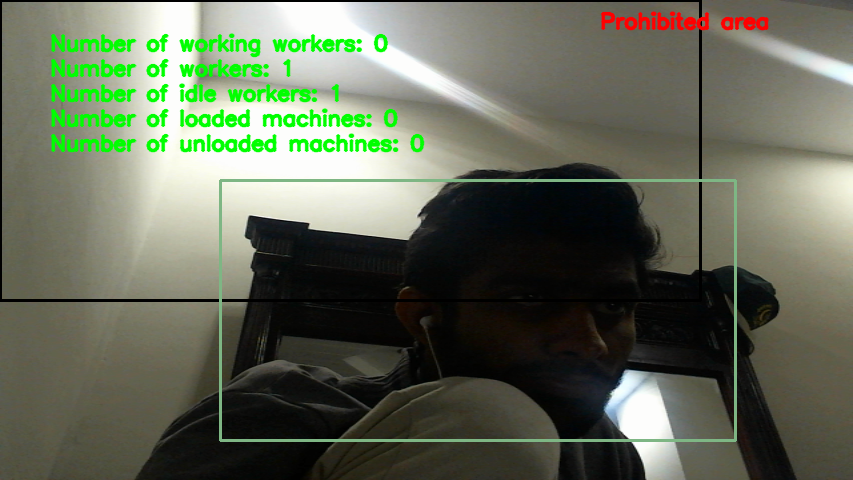 Prohibited area
Number of working workers: 0
Number of workers: 1
Number of idle workers: 1
Number of loaded machines: 0
Number of unloaded machines: 0